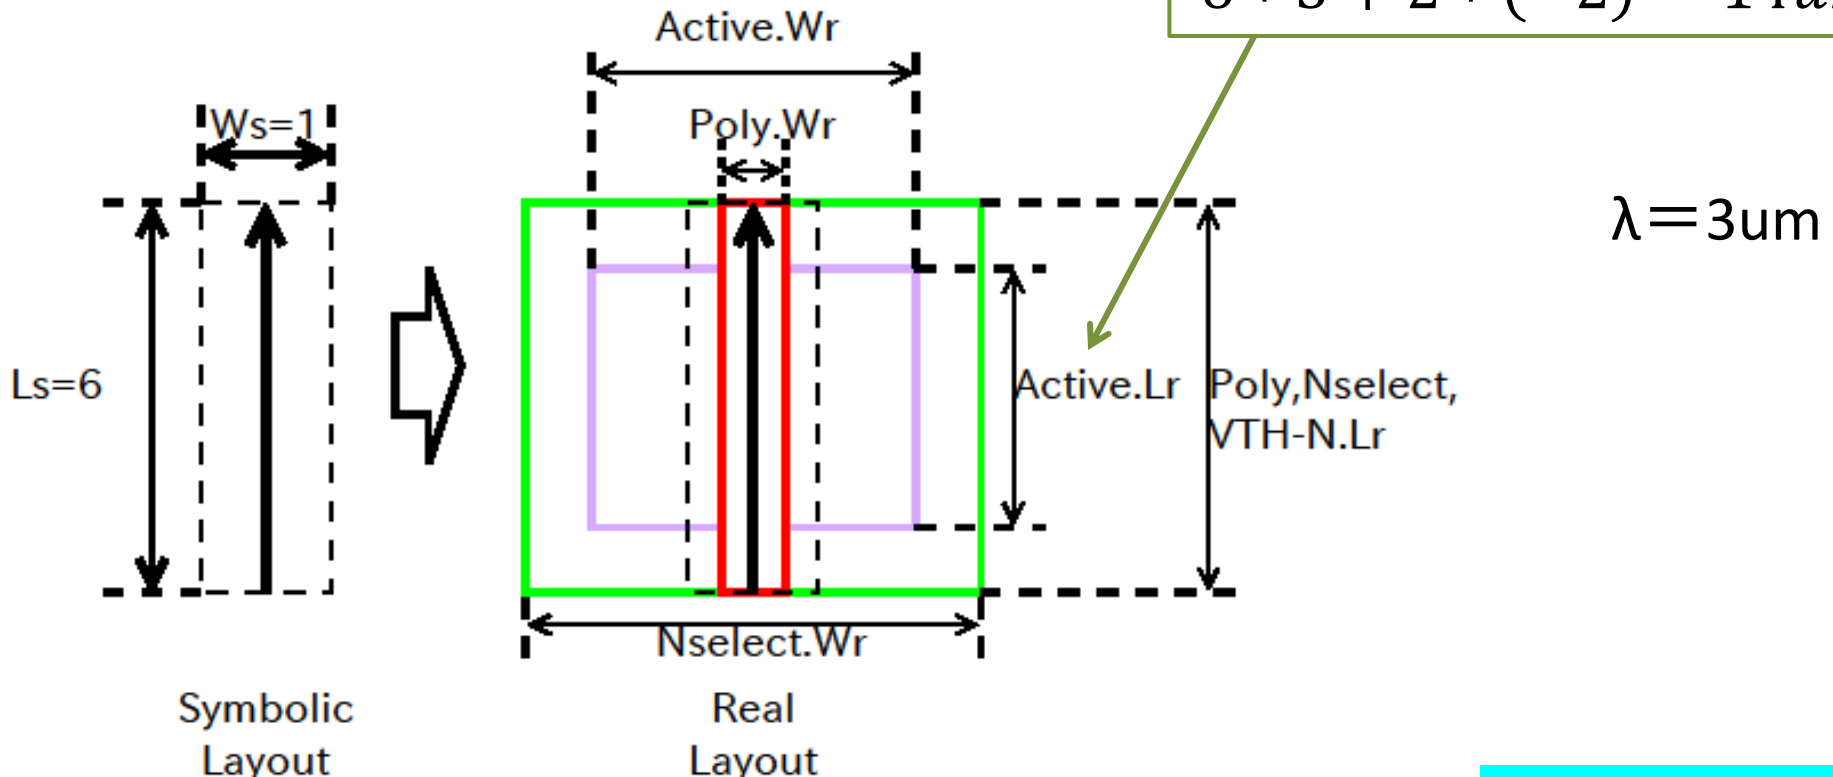 Active.Wr
Ws=1
Poly.Wr
λ=3um
Ls=6
Active.Lr
Poly,Nselect,
VTH-N.Lr
Nselect.Wr
Symbolic
Layout
Real
Layout